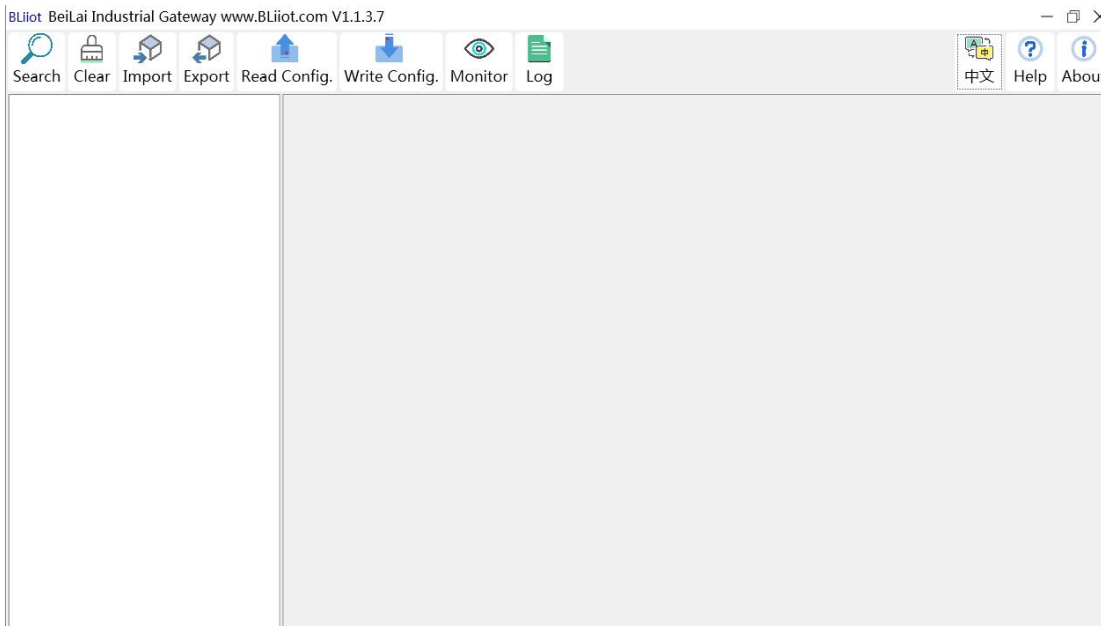 BLiiot BeiLai Industrial Gateway www.BLiiot.com V1.1.3.7
Search Clear Import Export Read Config. Write Config. Monitor Log 中文 Help Abou